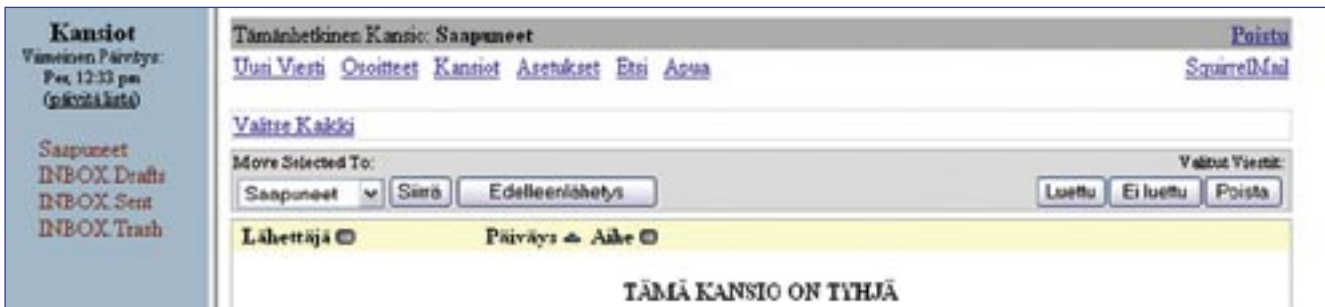 Kansiot
Viimeinen Päivitys:
Pe, 12:33 pm
(päivitä lista)
Saapuneet
INBOX Drafts
INBOX Sent
INBOX Trash
Tämänhetkinen Kansio: Saapuneet Poistu
Uusi Viesti Osoitteet Kansiot Asetukset Etsi Apua SquirrelMail
Valitse Kaikki
Move Selected To: Valitut Viestit:
Saapuneet Siirrä Edelleenlähetys Luettu Ei luettu Poista
Lähettäjä Päiväys Aihe
TÄMÄ KANSIO ON TYHJÄ